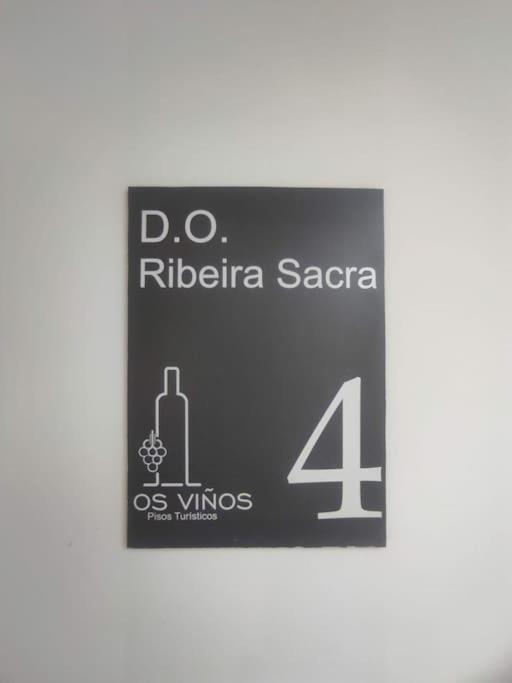 D.O.
Ribeira Sacra
4
OS VIÑOS
Pisos Turísticos